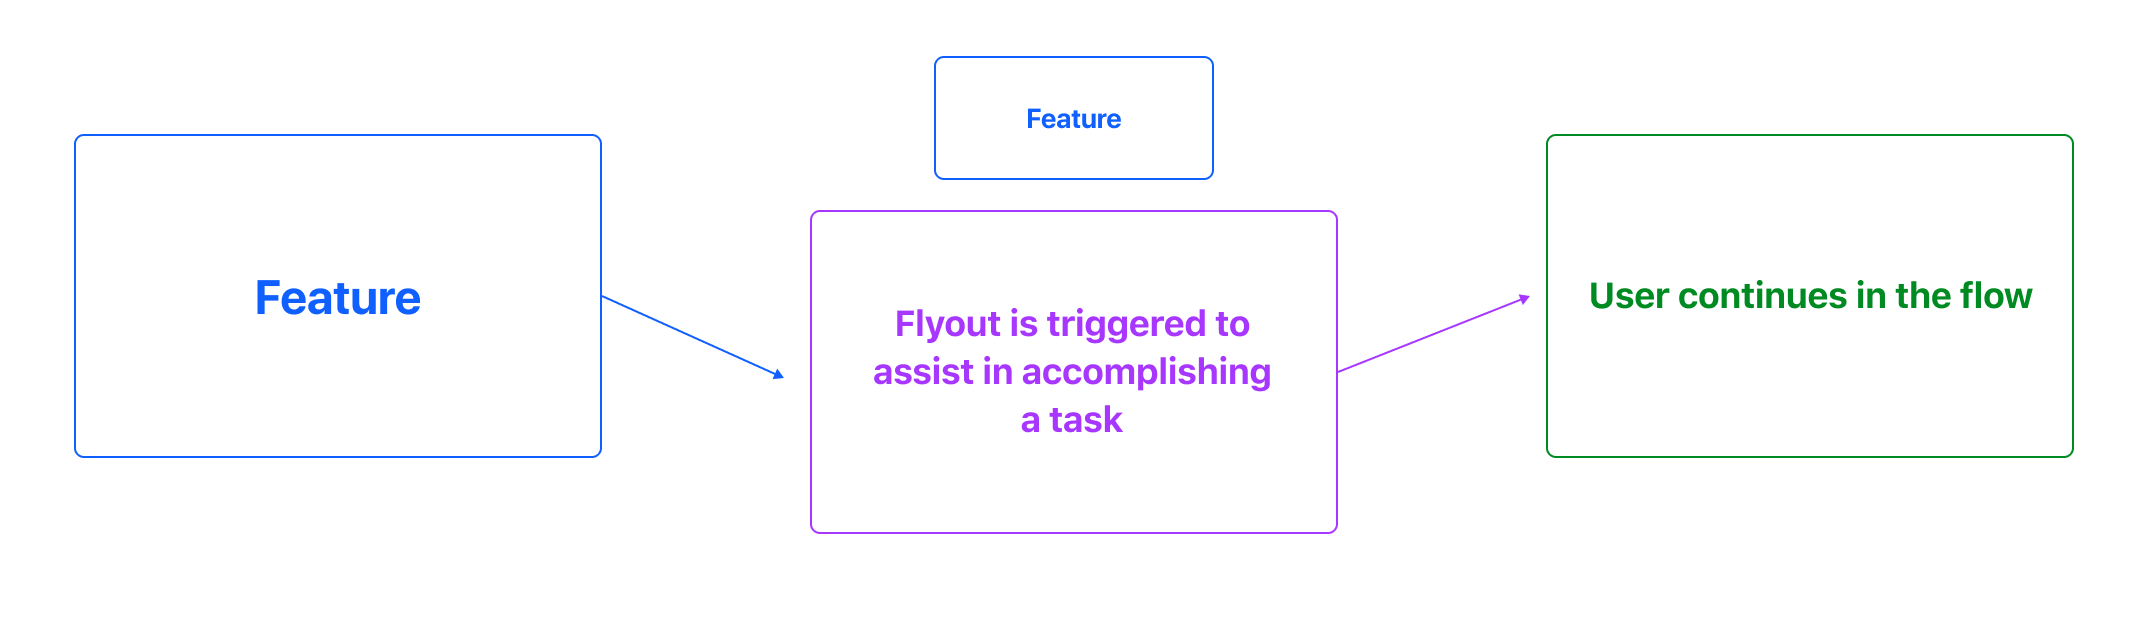 Feature
Feature
Flyout is triggered to
assist in accomplishing
a task
User continues in the flow